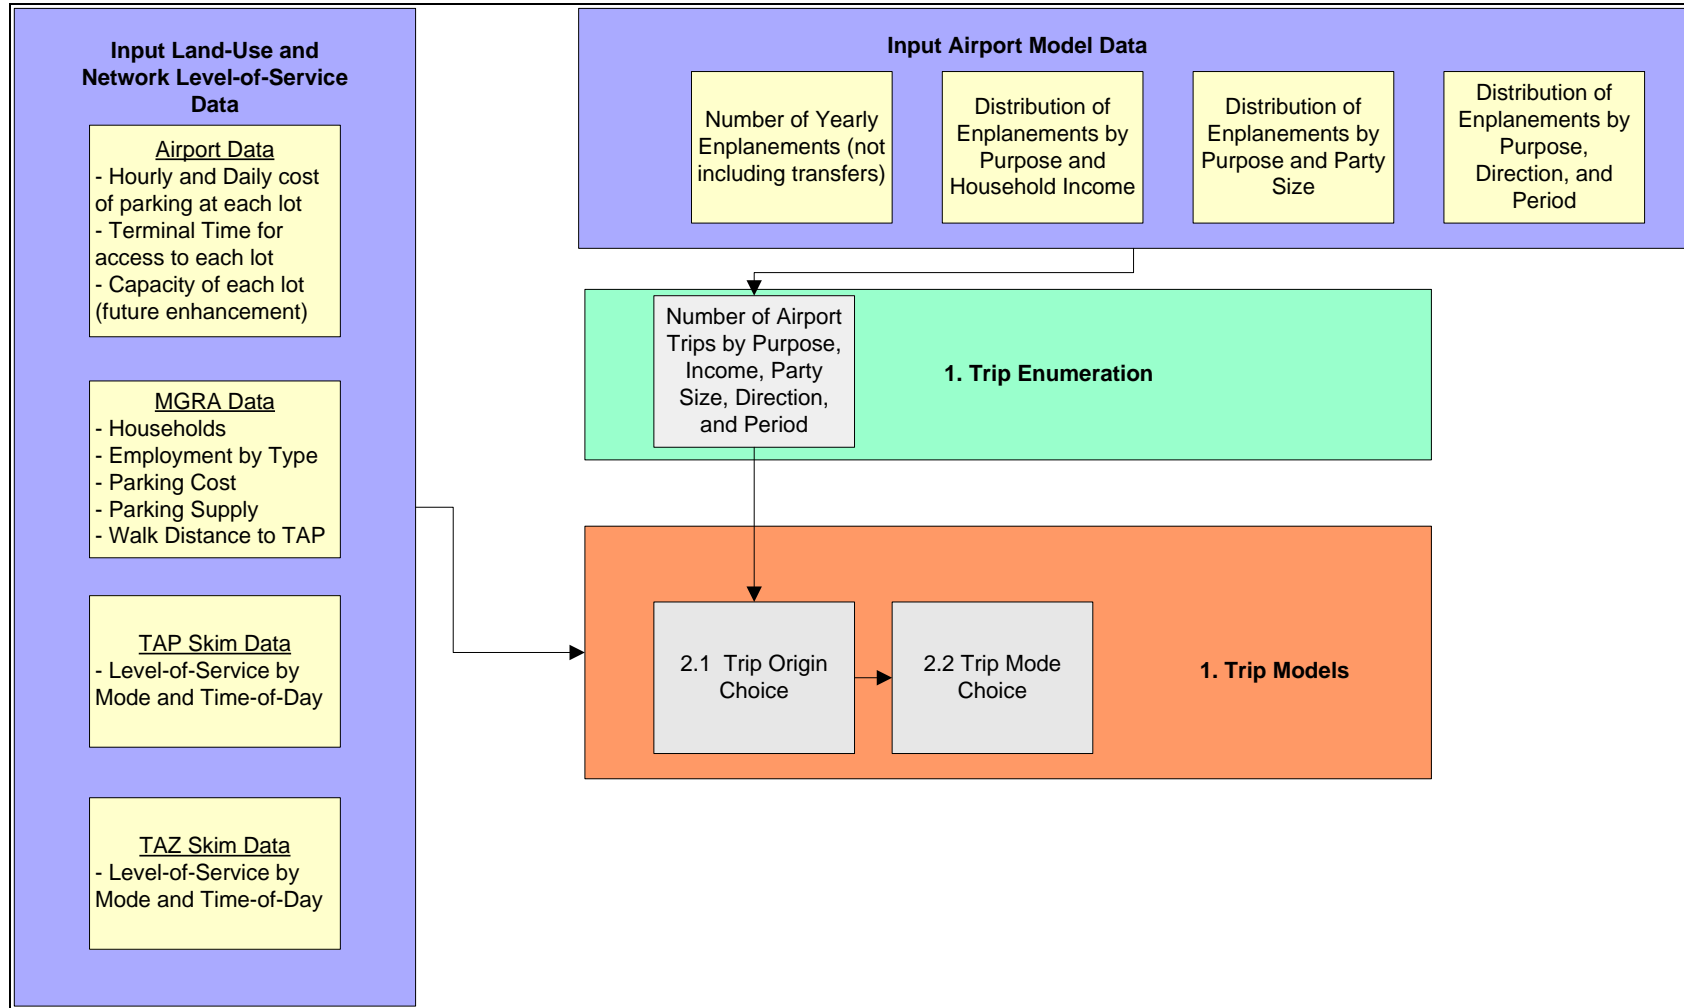 Input Land-Use and
Network Level-of-Service
Data
Airport Data
- Hourly and Daily cost
of parking at each lot
- Terminal Time for
access to each lot
- Capacity of each lot
(future enhancement)
MGRA Data
- Households
- Employment by Type
- Parking Cost
- Parking Supply
- Walk Distance to TAP
TAP Skim Data
- Level-of-Service by
Mode and Time-of-Day
TAZ Skim Data
- Level-of-Service by
Mode and Time-of-Day
Input Airport Model Data
Number of Yearly
Enplanements (not
including transfers)
Distribution of
Enplanements by
Purpose and
Household Income
Distribution of
Enplanements by
Purpose and Party
Size
Distribution of
Enplanements by
Purpose,
Direction, and
Period
Number of Airport
Trips by Purpose,
Income, Party
Size, Direction,
and Period
1. Trip Enumeration
2.1 Trip Origin
Choice
2.2 Trip Mode
Choice
1. Trip Models